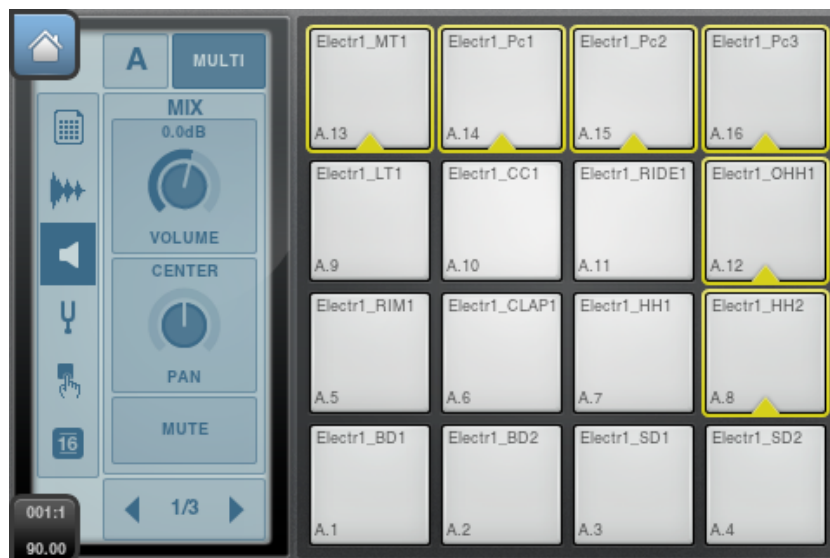 A
MULTI
MIX
0.0dB
VOLUME
CENTER
PAN
MUTE
16
1/3
001:1
90.00
Electr1_MT1
A.13
Electr1_Pc1
A.14
Electr1_Pc2
A.15
Electr1_Pc3
A.16
Electr1_LT1
A.9
Electr1_CC1
A.10
Electr1_RIDE1
A.11
Electr1_OHH1
A.12
Electr1_RIM1
A.5
Electr1_CLAP1
A.6
Electr1_HH1
A.7
Electr1_HH2
A.8
Electr1_BD1
A.1
Electr1_BD2
A.2
Electr1_SD1
A.3
Electr1_SD2
A.4